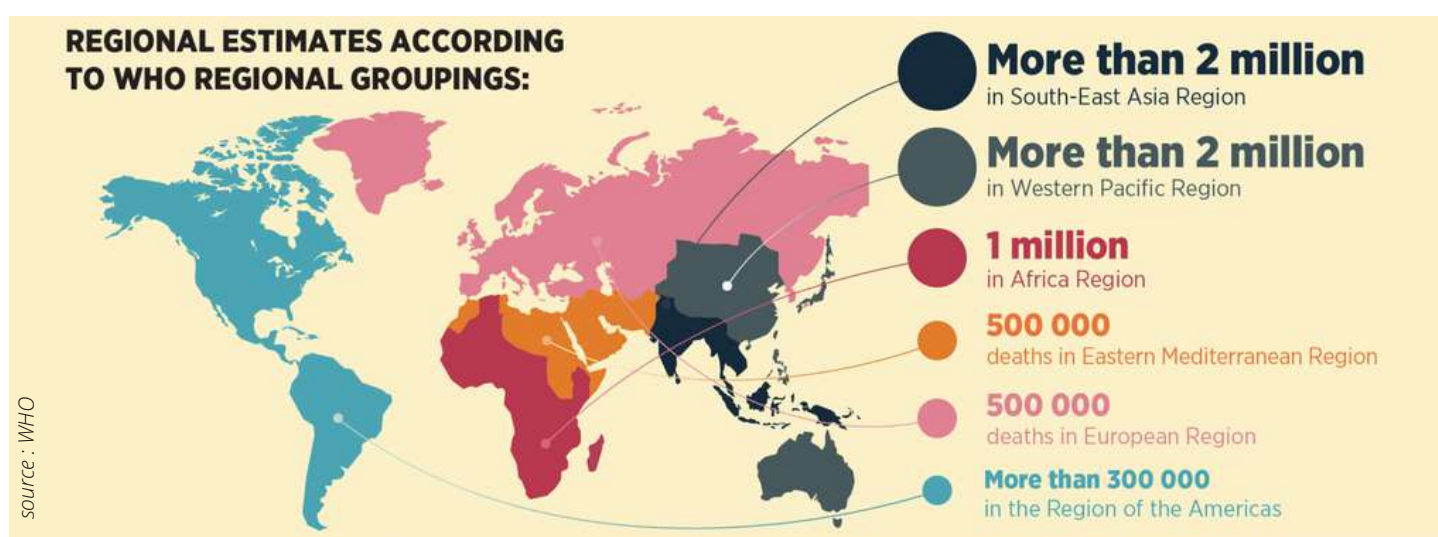 REGIONAL ESTIMATES ACCORDING
TO WHO REGIONAL GROUPINGS:
More than 2 million
in South-East Asia Region
More than 2 million
in Western Pacific Region
1 million
in Africa Region
500 000
deaths in Eastern Mediterranean Region
500 000
deaths in European Region
More than 300 000
in the Region of the Americas
source : WHO